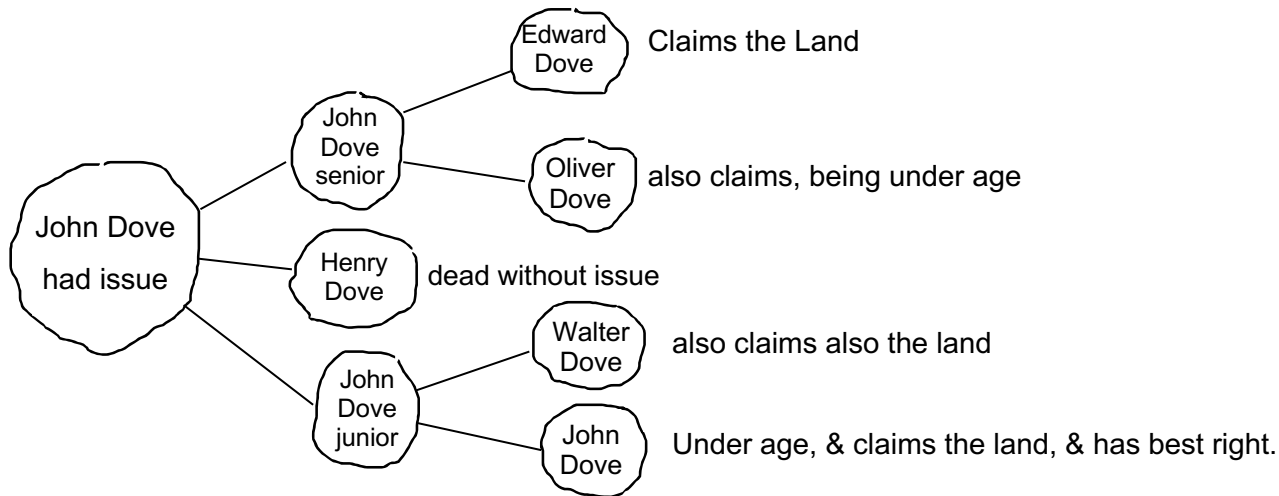 Edward
Dove
Claims the Land
John
Dove
senior
Oliver
Dove
also claims, being under age
John Dove
had issue
Henry
Dove
dead without issue
Walter
Dove
also claims also the land
John
Dove
junior
John
Dove
Under age, & claims the land, & has best right.